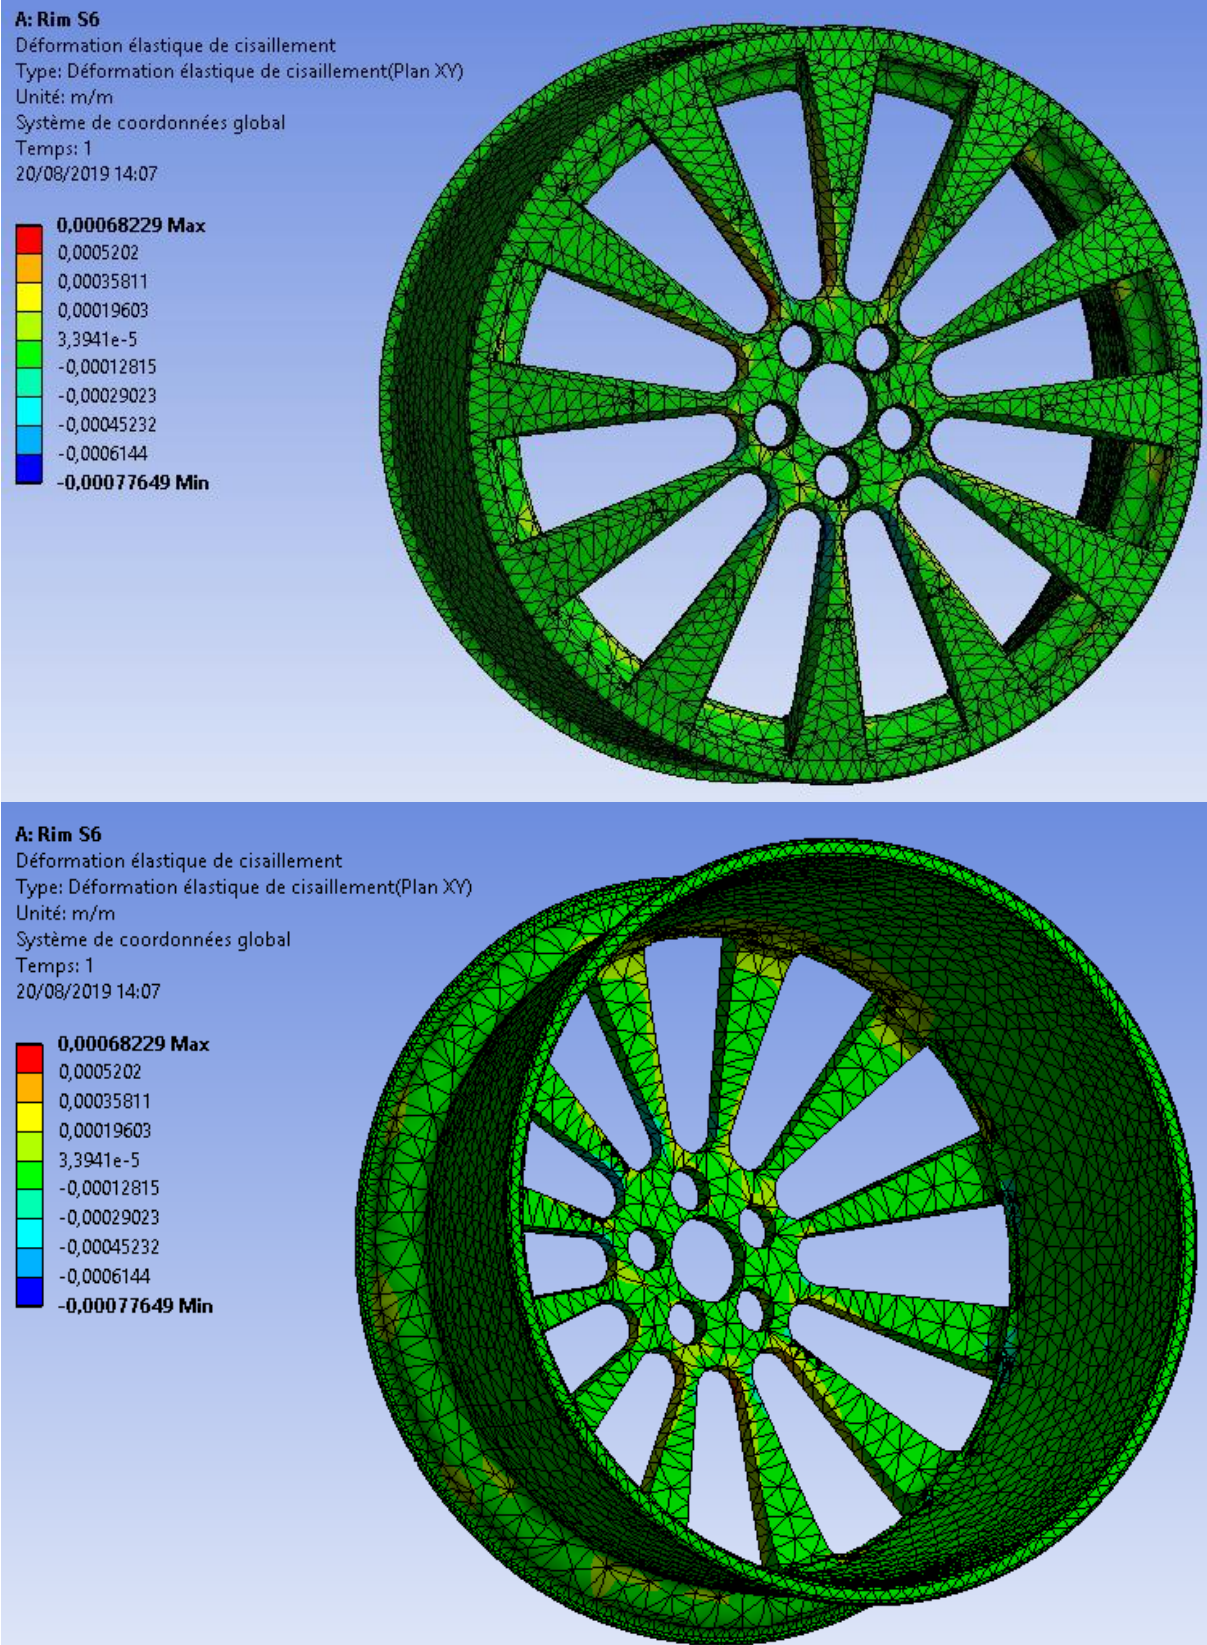 A: Rim S6
Déformation élastique de cisaillement
Type: Déformation élastique de cisaillement(Plan XY)
Unité: m/m
Système de coordonnées global
Temps: 1
20/08/2019 14:07
0,00068229 Max
0,0005202
0,00035811
0,00019603
3,3941e-5
-0,00012815
-0,00029023
-0,00045232
-0,0006144
-0,00077649 Min
A: Rim S6
Déformation élastique de cisaillement
Type: Déformation élastique de cisaillement(Plan XY)
Unité: m/m
Système de coordonnées global
Temps: 1
20/08/2019 14:07
0,00068229 Max
0,0005202
0,00035811
0,00019603
3,3941e-5
-0,00012815
-0,00029023
-0,00045232
-0,0006144
-0,00077649 Min